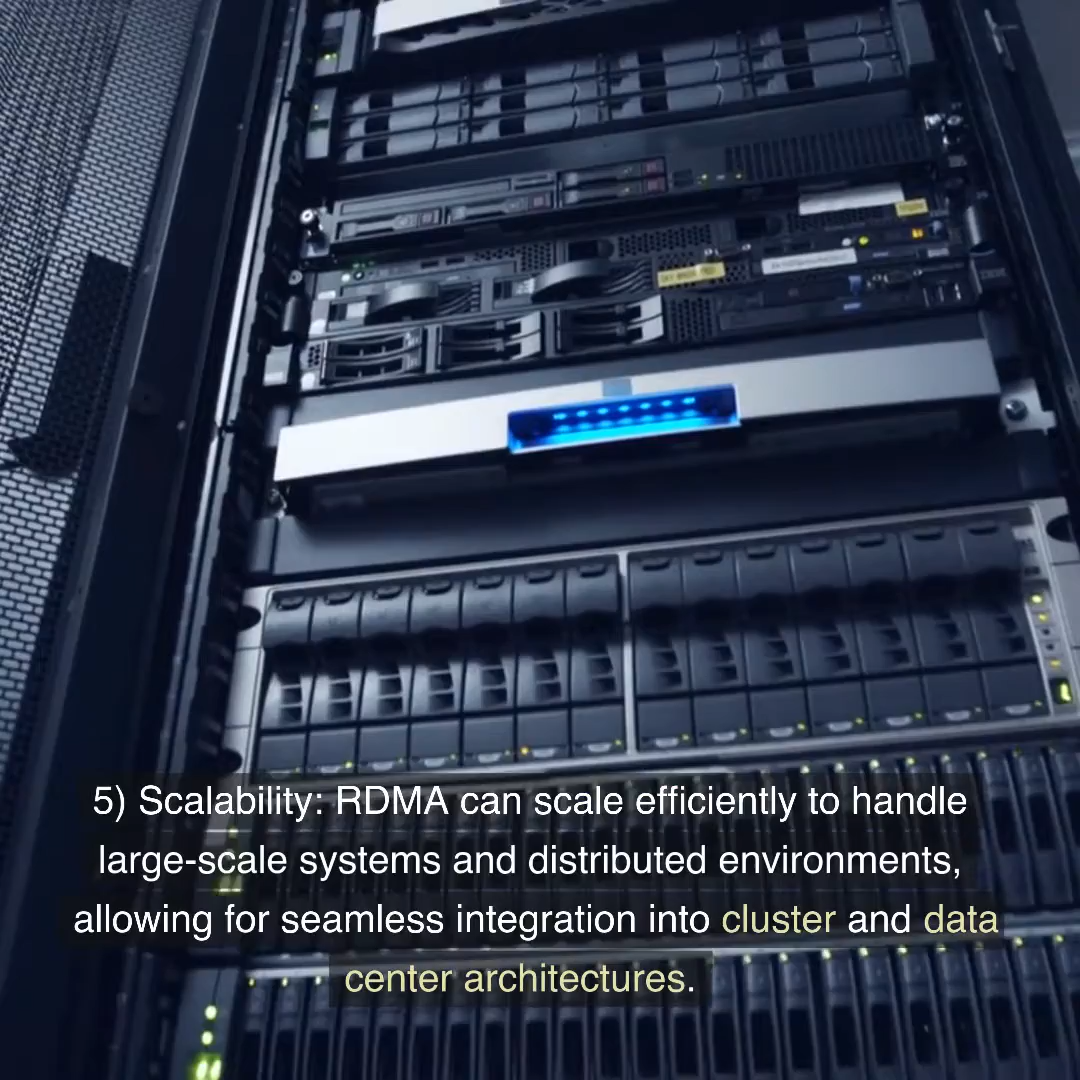 IBM
5) Scalability: RDMA can scale efficiently to handle
large-scale systems and distributed environments,
allowing for seamless integration into cluster and data
center architectures.